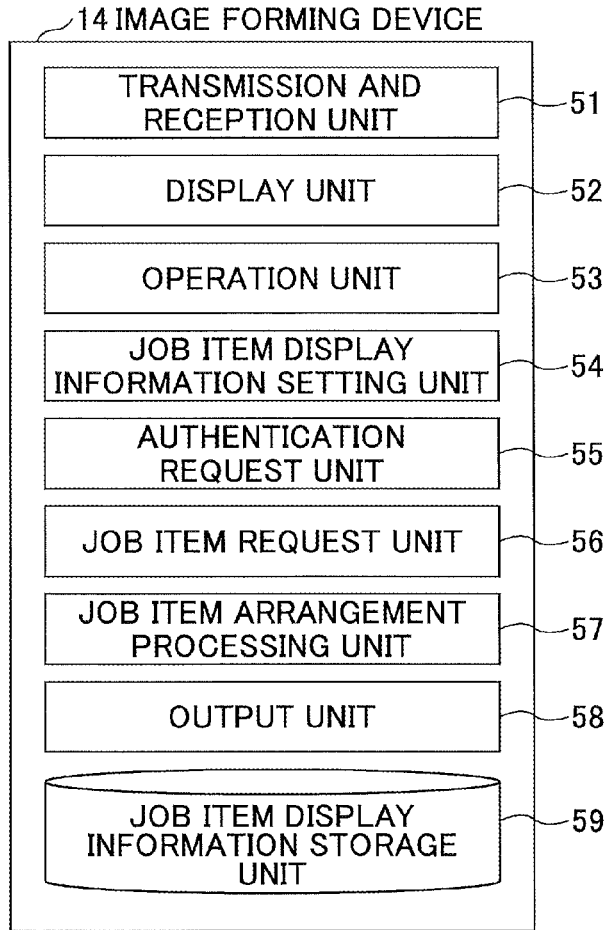 14 IMAGE FORMING DEVICE
TRANSMISSION AND
RECEPTION UNIT
51
DISPLAY UNIT
52
OPERATION UNIT
53
JOB ITEM DISPLAY
INFORMATION SETTING UNIT
54
AUTHENTICATION
REQUEST UNIT
55
JOB ITEM REQUEST UNIT
56
JOB ITEM ARRANGEMENT
PROCESSING UNIT
57
OUTPUT UNIT
58
JOB ITEM DISPLAY
INFORMATION STORAGE
UNIT
59